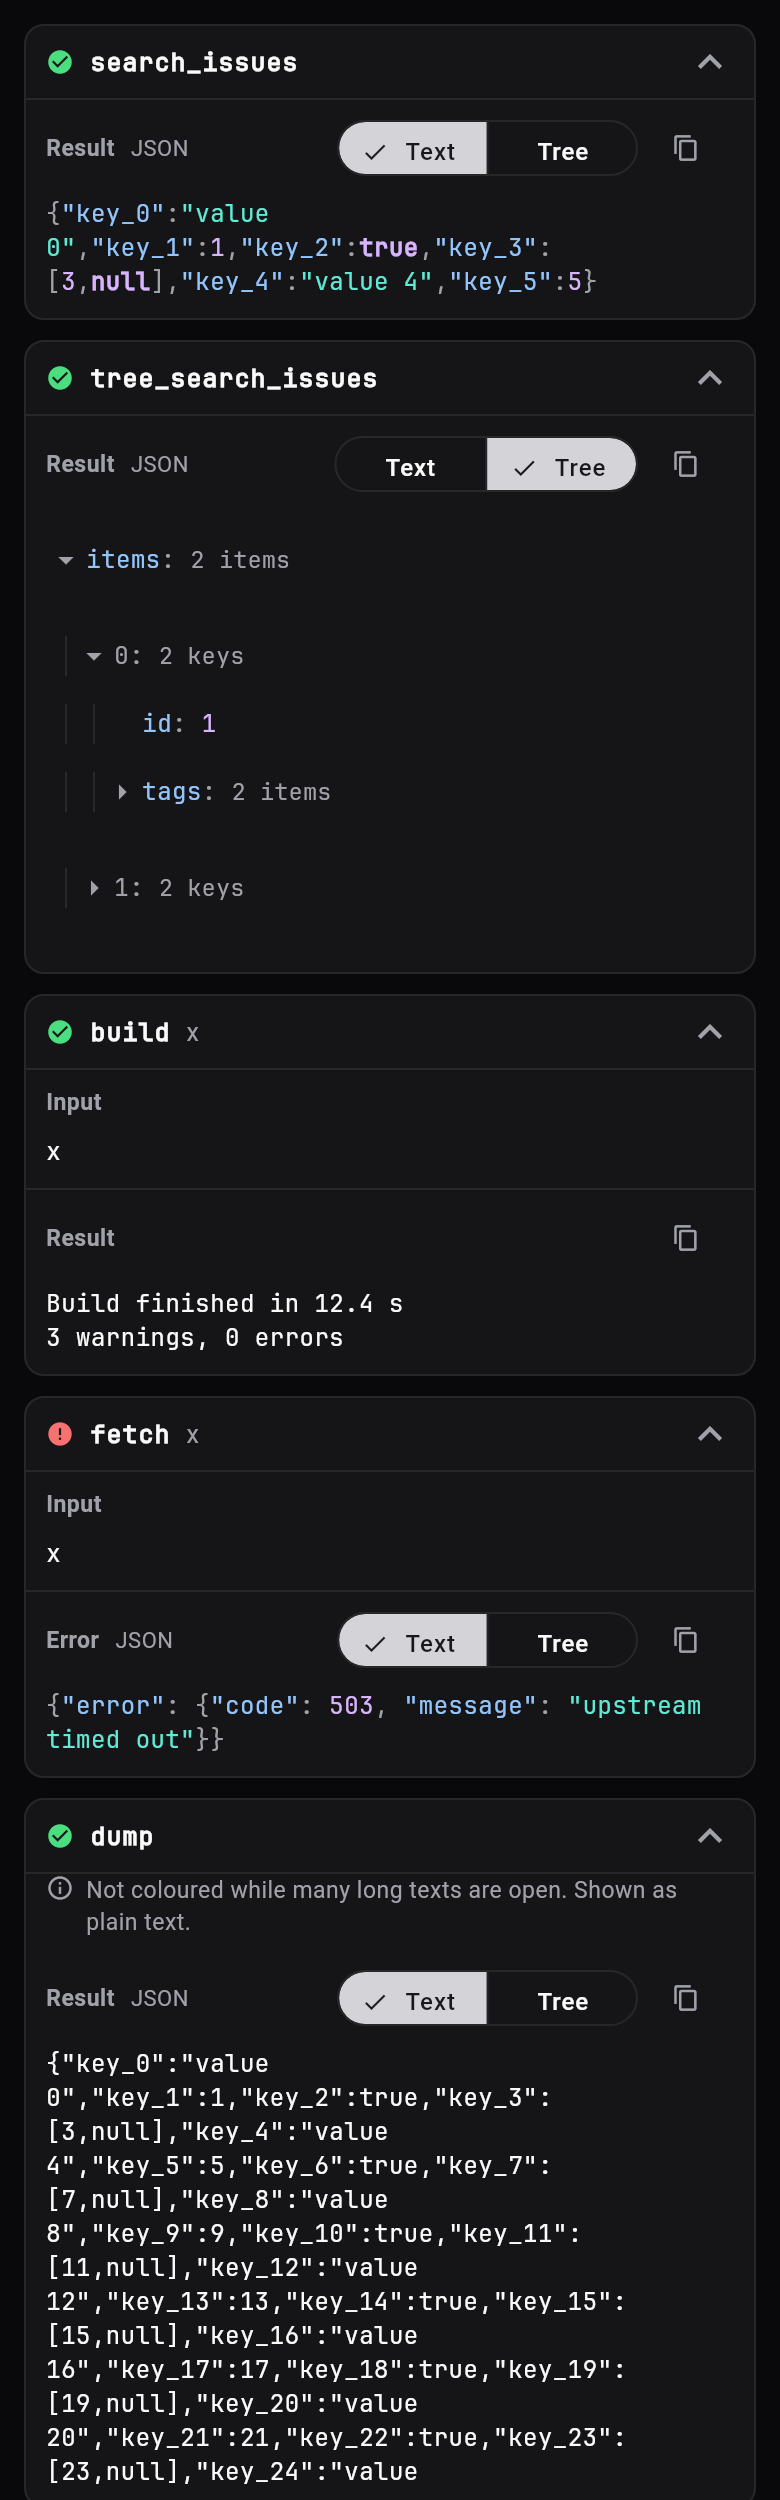 search_issues
Result JSON Text Tree
{"key_0":"value
0","key_1":1,"key_2":true,"key_3":
[3,null],"key_4":"value 4","key_5":5}
tree_search_issues
Result JSON Text Tree
items: 2 items
0: 2 keys
id: 1
tags: 2 items
1: 2 keys
build x
Input
x
Result
Build finished in 12.4 s
3 warnings, 0 errors
fetch x
Input
x
Error JSON Text Tree
{"error": {"code": 503, "message": "upstream
timed out"}}
dump
Not coloured while many long texts are open. Shown as
plain text.
Result JSON Text Tree
{"key_0":"value
0","key_1":1,"key_2":true,"key_3":
[3,null],"key_4":"value
4","key_5":5,"key_6":true,"key_7":
[7,null],"key_8":"value
8","key_9":9,"key_10":true,"key_11":
[11,null],"key_12":"value
12","key_13":13,"key_14":true,"key_15":
[15,null],"key_16":"value
16","key_17":17,"key_18":true,"key_19":
[19,null],"key_20":"value
20","key_21":21,"key_22":true,"key_23":
[23,null],"key_24":"value